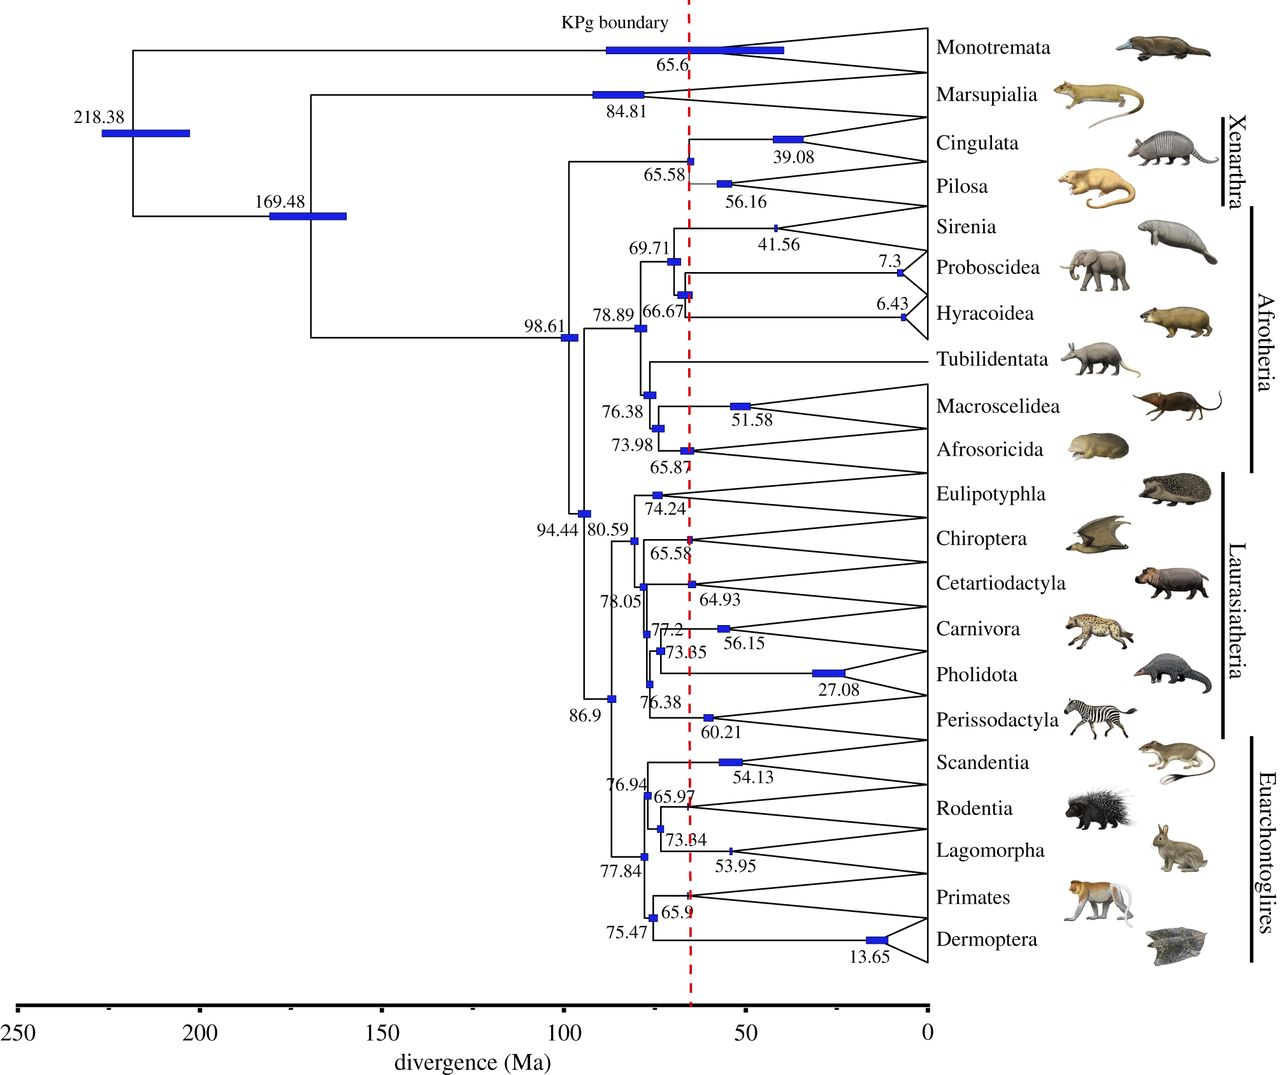 KPg boundary
Monotremata
65.6
Marsupialia
84.81
218.38
Xenarthra
Cingulata
39.08
65.58
Pilosa
56.16
169.48
Sirenia
41.56
69.71
7.3
Proboscidea
66.67
6.43
Hyracoidea
78.89
98.61
Afrotheria
Tubilidentata
76.38
Macroscelidea
51.58
73.98
Afrosoricida
65.87
Eulipotyphla
74.24
94.44
80.59
Chiroptera
65.58
Laurasiatheria
Cetartiodactyla
64.93
78.05
77.2
Carnivora
56.15
73.35
Pholidota
27.08
76.38
86.9
Perissodactyla
60.21
Scandentia
54.13
76.94
65.97
Rodentia
73.34
Lagomorpha
53.95
77.84
Euarchontoglires
Primates
65.9
75.47
Dermoptera
13.65
250
200
150
100
50
0
divergence (Ma)